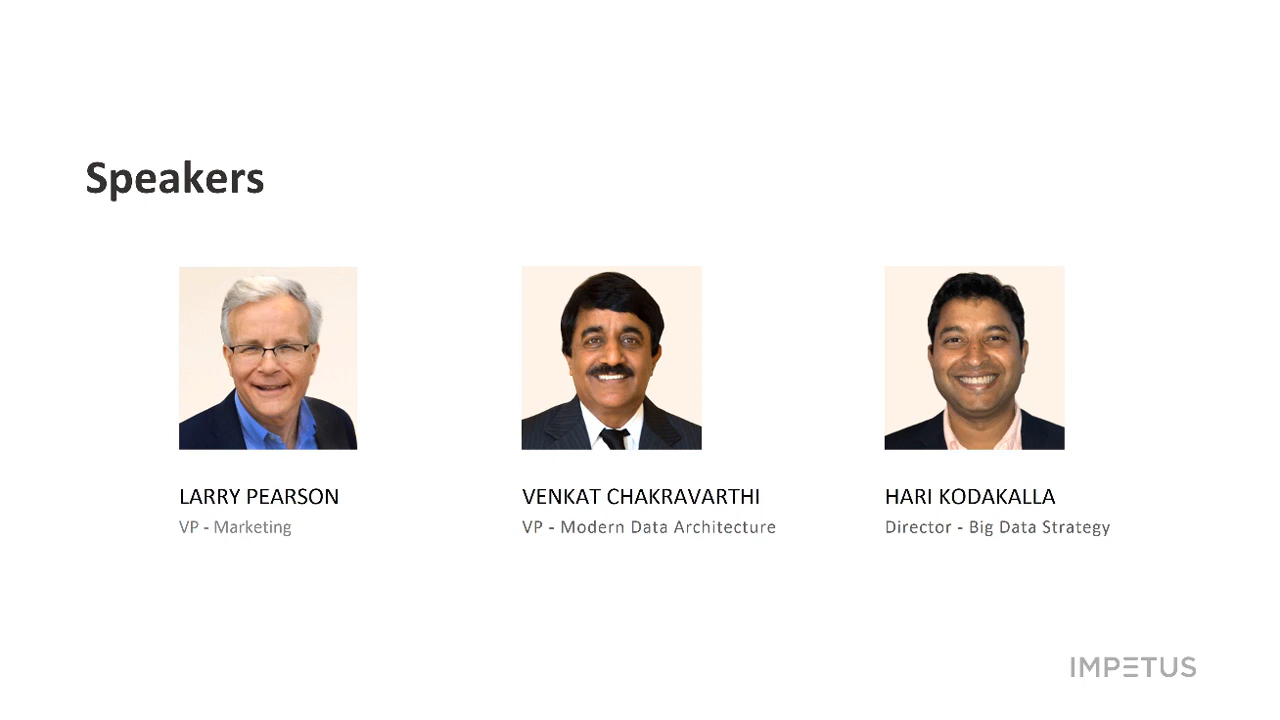 Speakers
LARRY PEARSON
VP - Marketing
VENKAT CHAKRAVARTHI
VP - Modern Data Architecture
HARI KODAKALLA
Director - Big Data Strategy
IMPETUS